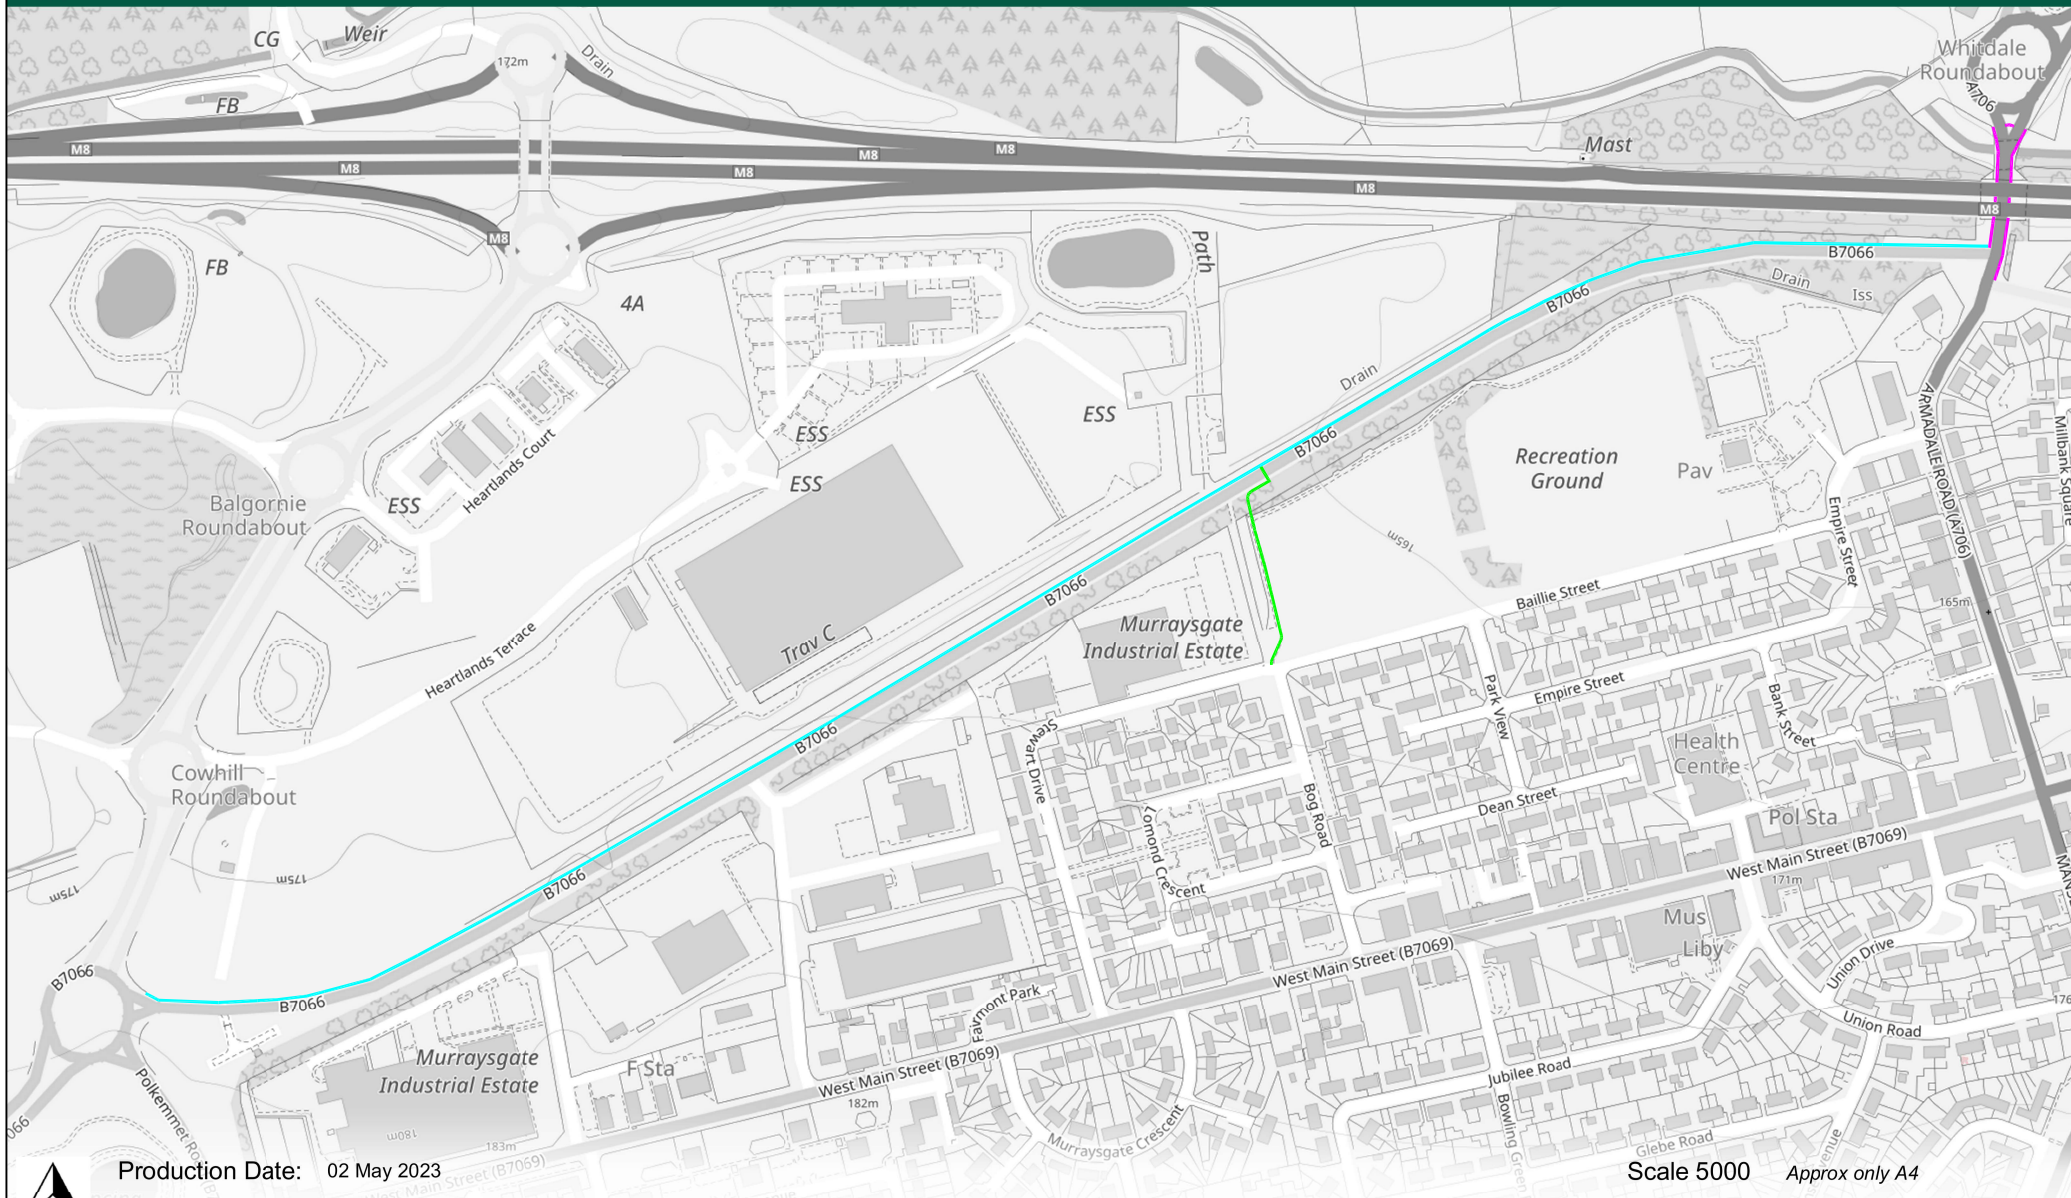 CG
Weir
172m
Drain
Whitdale
Roundabout
A706
FB
M8
M8
M8
M8
M8
M8
Mast
M8
M8
FB
Path
4A
B7066
Drain
Iss
B7066
Drain
ESS
ESS
ESS
B7066
Recreation
Ground
Pav
ARMADALE ROAD (A706)
Millbank Square
Heartlands Court
Balgornie
Roundabout
ESS
165m
Empire Street
B7066
Baillie Street
165m
Trav C
Murraysgate
Industrial Estate
Heartlands Terrace
Empire Street
Park View
Bank Street
B7066
Stewart Drive
Health
Centre
Cowhill
Roundabout
Bog Road
Dean Street
Pol Sta
Lomond Crescent
West Main Street (B7069)
171m
175m
175m
B7066
Mus
Liby
Union Drive
West Main Street (B7069)
B7066
B7066
Fairmont Park
Union Road
Murraysgate
Industrial Estate
F Sta
West Main Street (B7069)
182m
Jubilee Road
Polkemmet Ro
066
180m
183m
Murraysgate Crescent
Bowling Green
Glebe Road
enue
Production Date: 02 May 2023
Scale 5000 Approx only A4